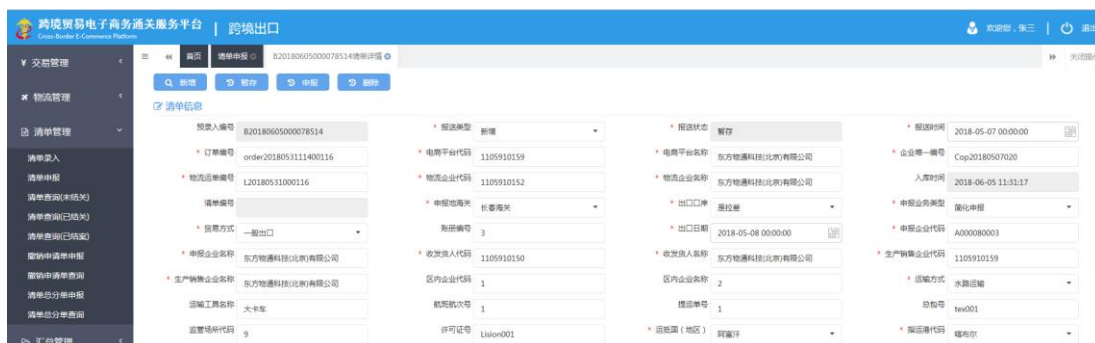 跨境贸易电子商务通关服务平台 | 跨境出口
Cross-Border E-Commerce Platform
欢迎您，张三 | 退出
交易管理
物流管理
清单管理
清单录入
清单申报
清单查询(未结关)
清单查询(已结关)
清单查询(已结案)
撤销申请单申报
撤销申请单查询
清单总分单申报
清单总分单查询
汇总管理
首页 清单申报 B20180605000078514清单详情 关闭操作
新增 暂存 申报 删除
清单信息
预录入编号 B20180605000078514 * 报送类型 新增 * 报送状态 暂存 * 报送时间 2018-05-07 00:00:00
* 订单编号 order2018053111400116 * 电商平台代码 1105910159 * 电商平台名称 东方物通科技(北京)有限公司 * 企业唯一编号 Cop20180507020
* 物流运单编号 L20180531000116 * 物流企业代码 1105910152 * 物流企业名称 东方物通科技(北京)有限公司 入库时间 2018-06-05 11:31:17
清单编号 * 申报地海关 长春海关 * 出口口岸 是拉差 * 申报业务类型 简化申报
* 贸易方式 一般出口 账册编号 3 * 出口日期 2018-05-08 00:00:00 * 申报企业代码 A000080003
* 申报企业名称 东方物通科技(北京)有限公司 * 收发货人代码 1105910150 * 收发货人名称 东方物通科技(北京)有限公司 * 生产销售企业代码 1105910159
* 生产销售企业名称 东方物通科技(北京)有限公司 区内企业代码 1 区内企业名称 2 * 运输方式 水路运输
运输工具名称 大卡车 航班航次号 1 提运单号 1 总包号 tex001
监管场所代码 9 许可证号 Lision001 * 运抵国（地区） 阿富汗 * 指运港代码 喀布尔